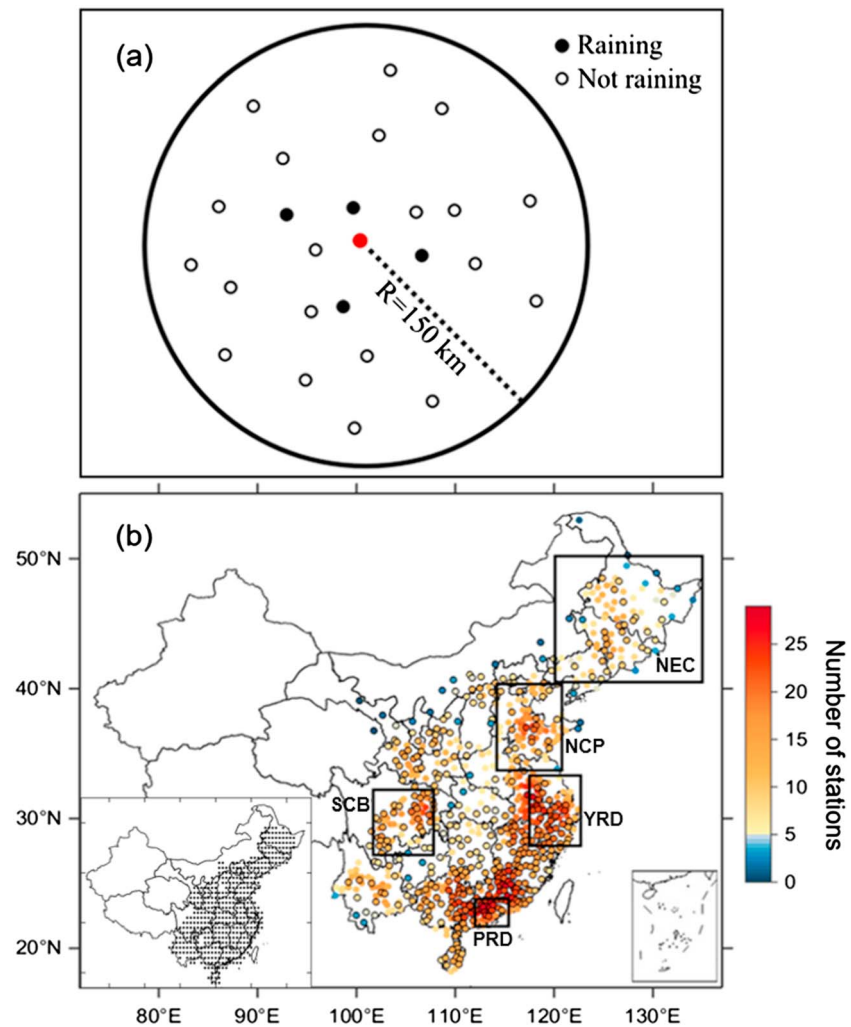 (a)
Raining
Not raining
R=150 km
(b)
50°N
40°N
30°N
20°N
80°E 90°E 100°E 110°E 120°E 130°E
NEC
NCP
SCB
YRD
PRD
25
20
15
10
5
0
Number of stations